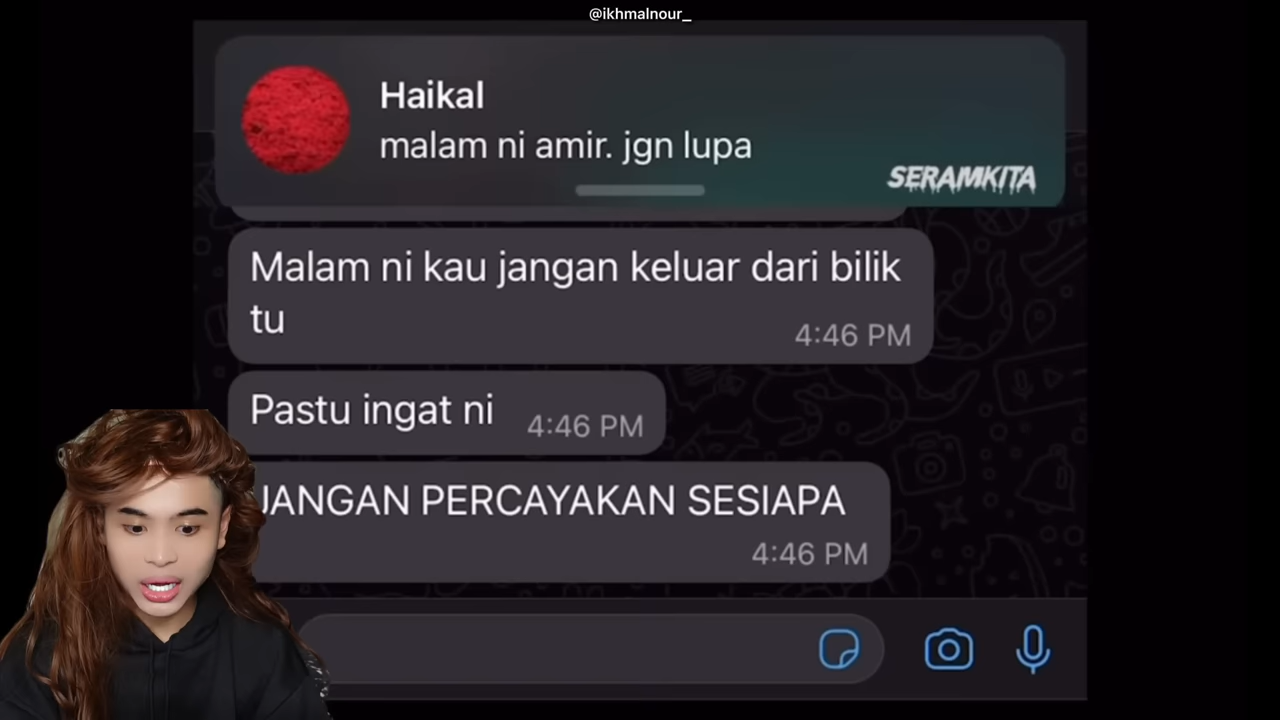 @ikhmalnour_
Haikal
malam ni amir. jgn lupa
SERAMKITA
Malam ni kau jangan keluar dari bilik
tu
4:46 PM
Pastu ingat ni 4:46 PM
JANGAN PERCAYAKAN SESIAPA
4:46 PM